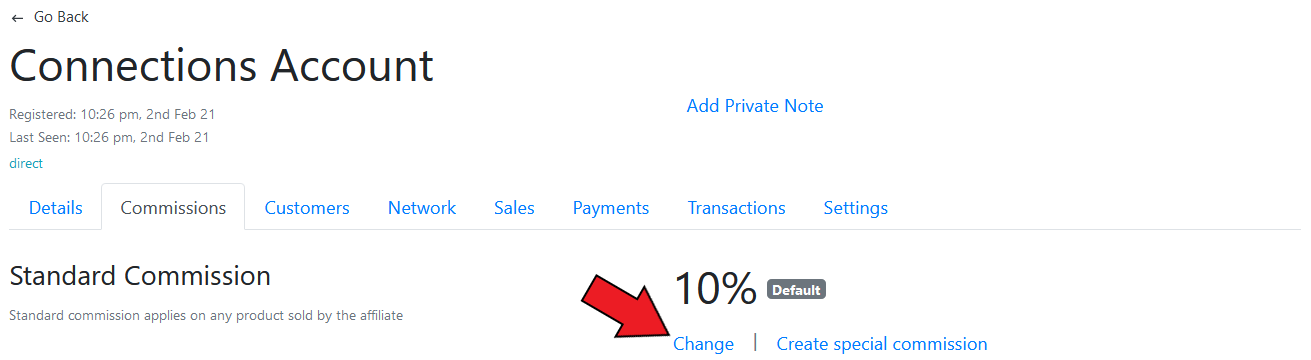 ← Go Back
Connections Account
Registered: 10:26 pm, 2nd Feb 21
Add Private Note
Last Seen: 10:26 pm, 2nd Feb 21
direct
Details Commissions Customers Network Sales Payments Transactions Settings
Standard Commission
10% Default
Standard commission applies on any product sold by the affiliate
Change | Create special commission